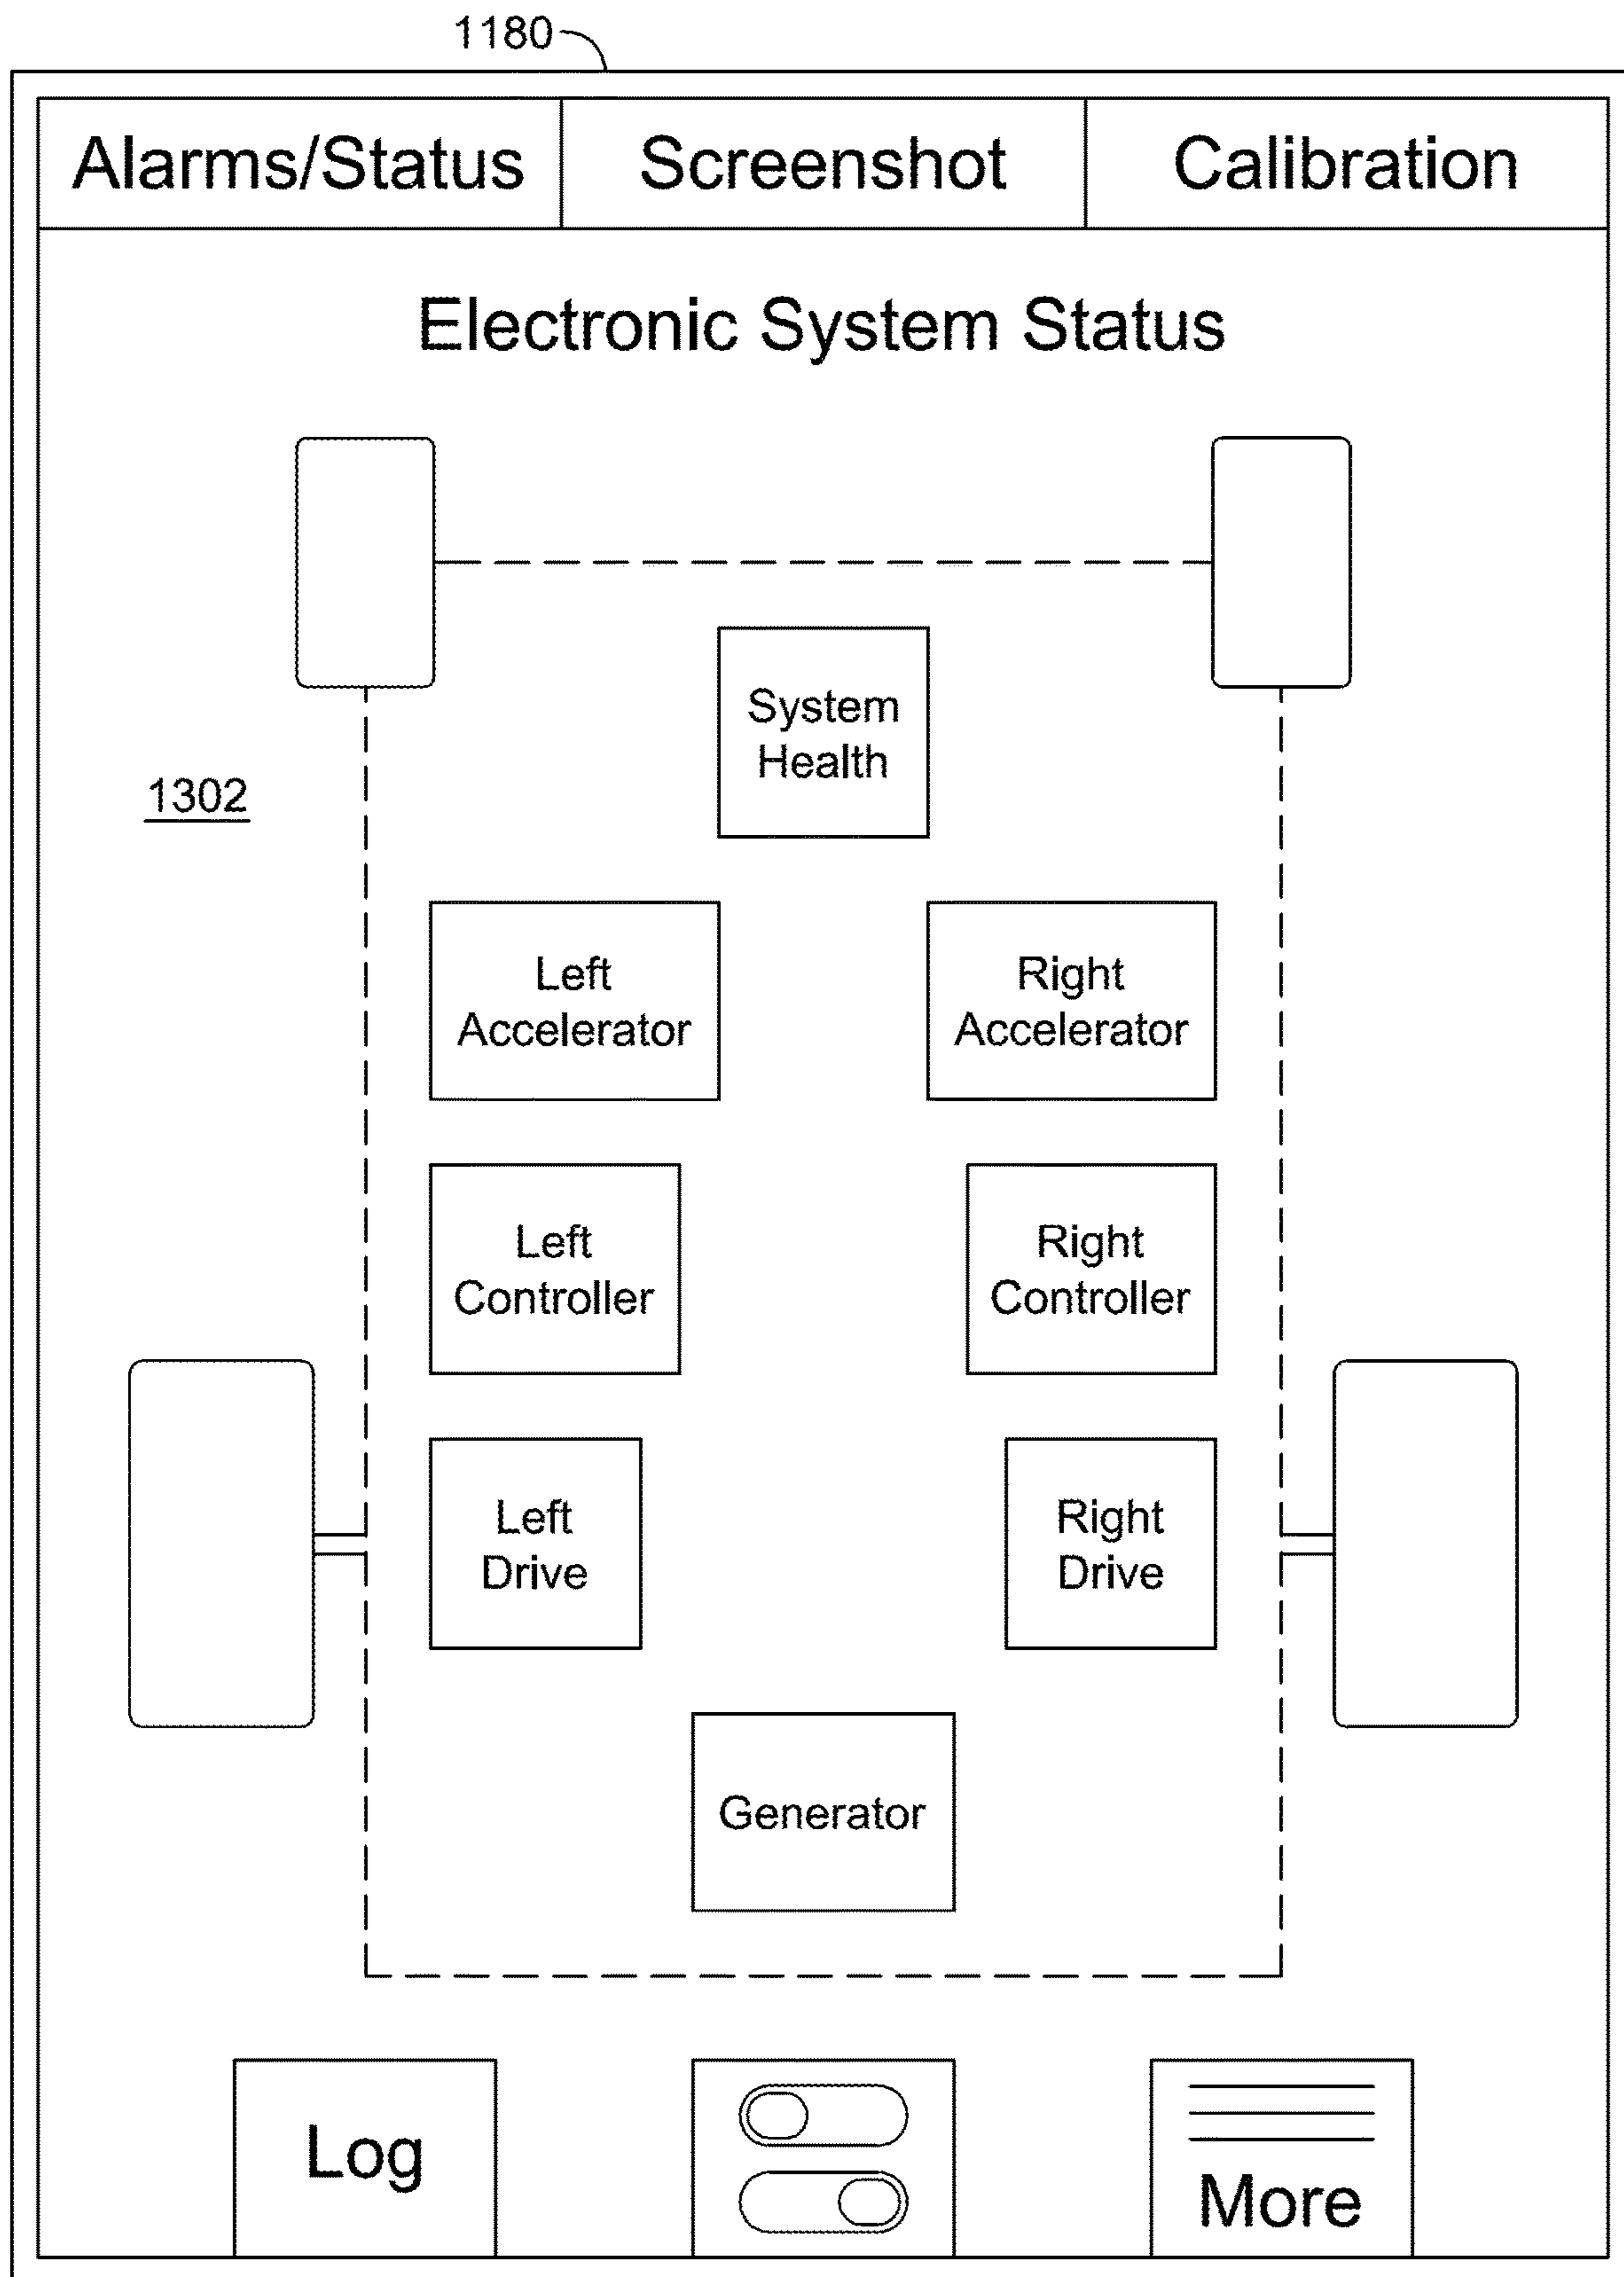 1180
Alarms/Status Screenshot Calibration
Electronic System Status
System
Health
1302
Left
Accelerator
Right
Accelerator
Left
Controller
Right
Controller
Left
Drive
Right
Drive
Generator
Log
More